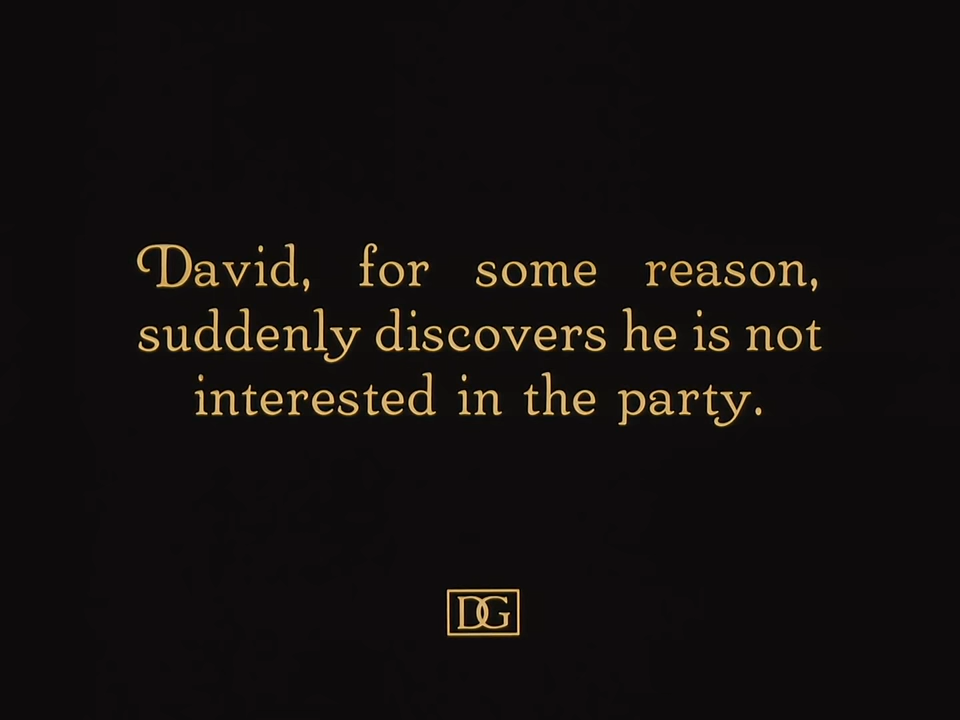 David, for some reason,
suddenly discovers he is not
interested in the party.
DG